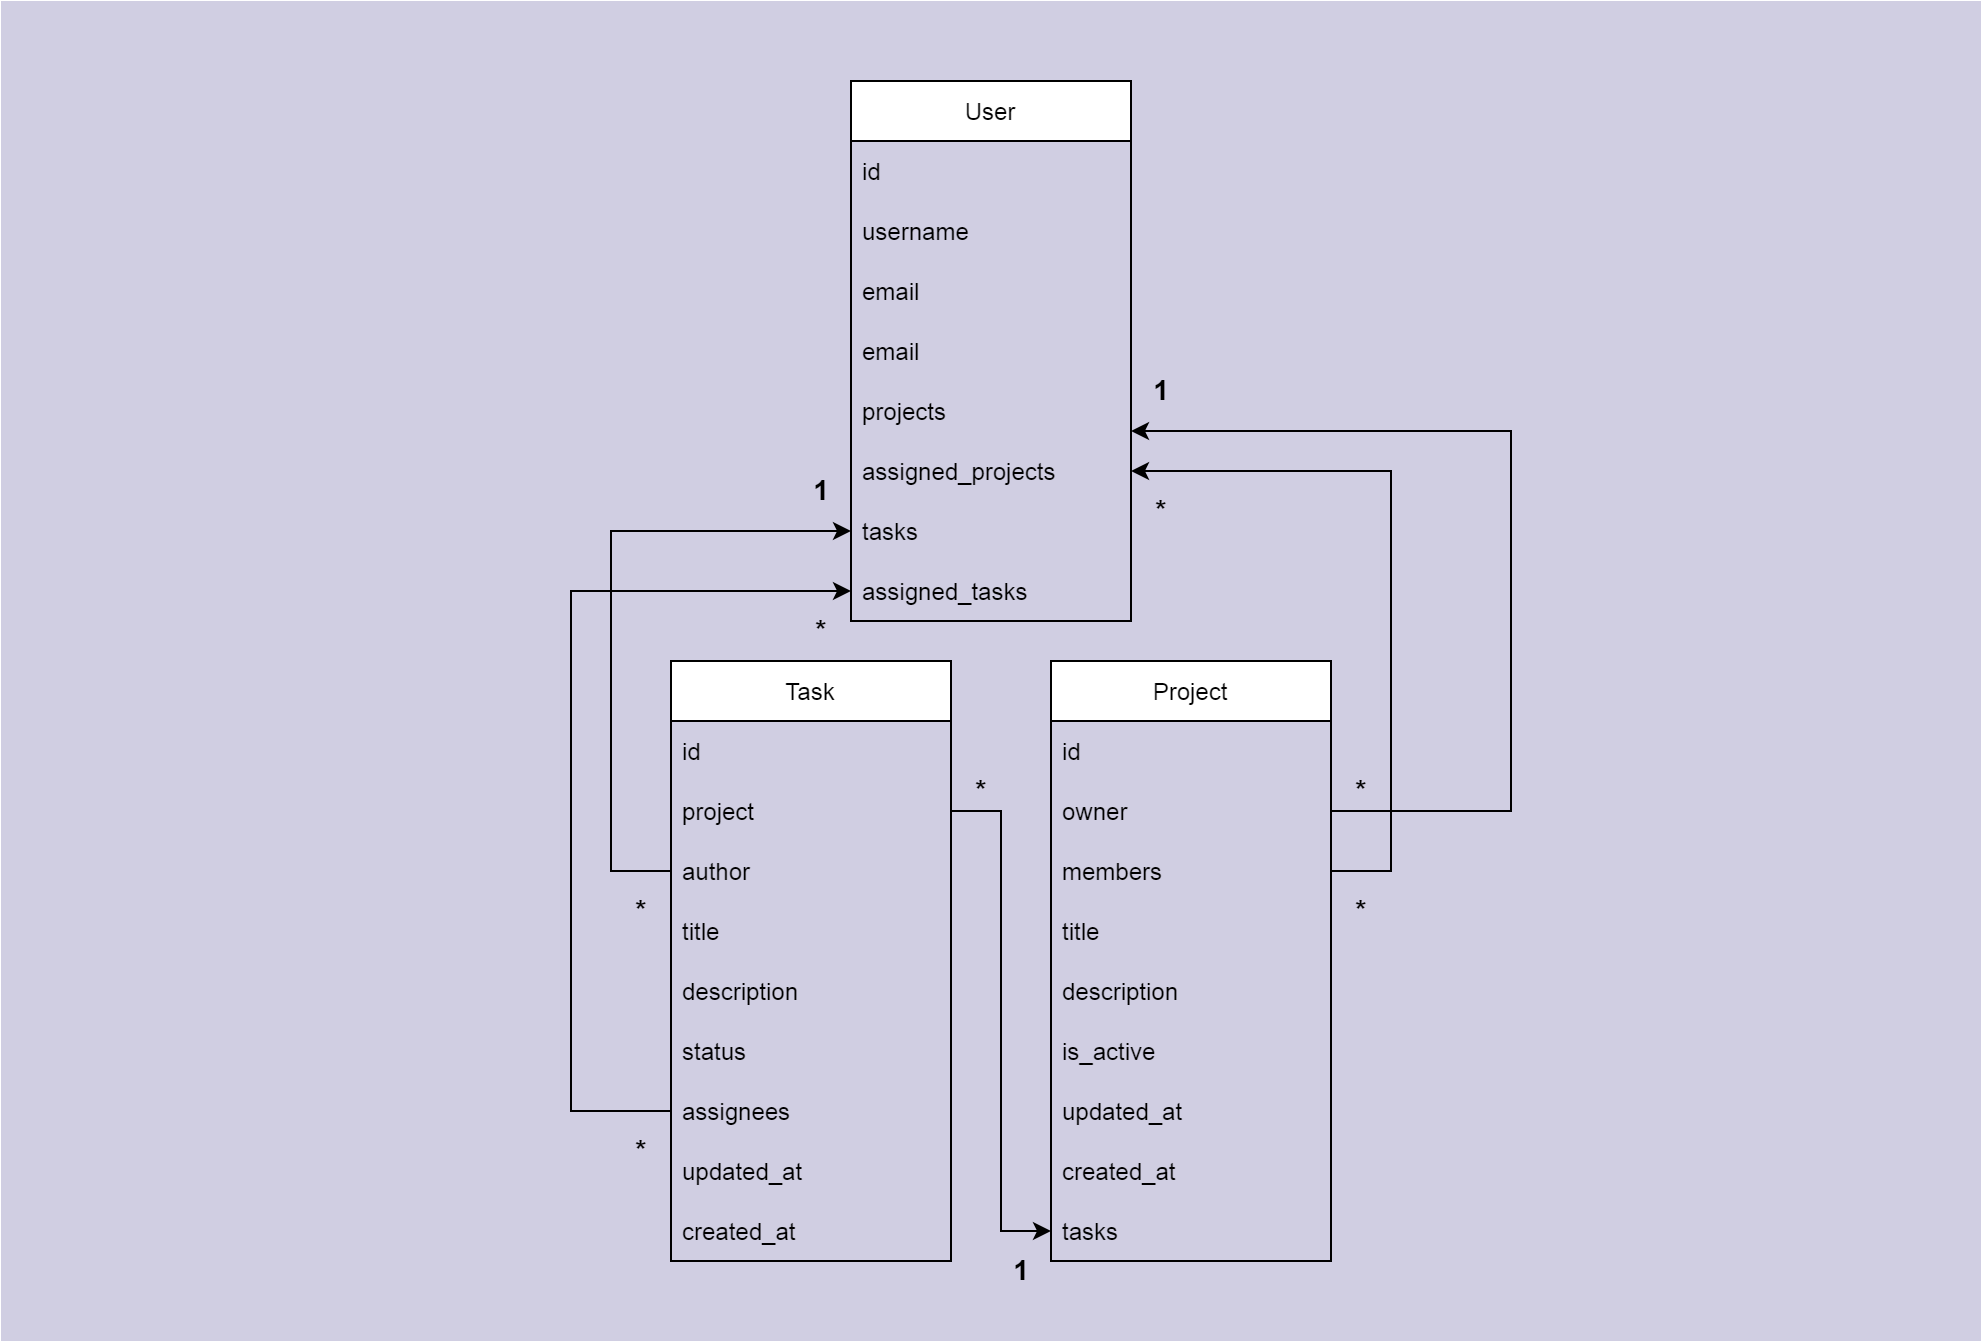 User
id
username
email
email
projects
1
assigned_projects
1
*
tasks
assigned_tasks
*
Task
id
project
*
author
*
title
description
status
assignees
*
updated_at
created_at
Project
id
owner
*
members
*
title
description
is_active
updated_at
created_at
tasks
1